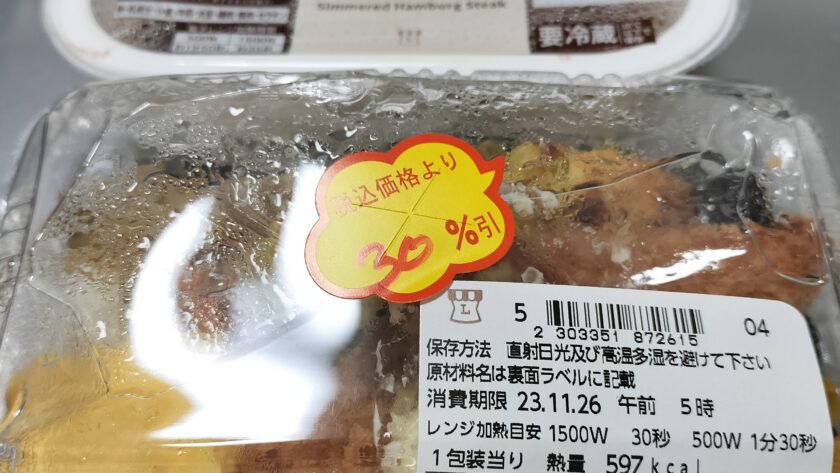 Simmered Hamburg Steak
500W 1500W
要冷蔵
税込価格より
30%引
L
5
04
2 303351 872615
保存方法 直射日光及び高温多湿を避けて下さい
原材料名は裏面ラベルに記載
消費期限 23.11.26 午前 5時
レンジ加熱目安 1500W 30秒 500W 1分30秒
1包装当り 熱量 597kcal